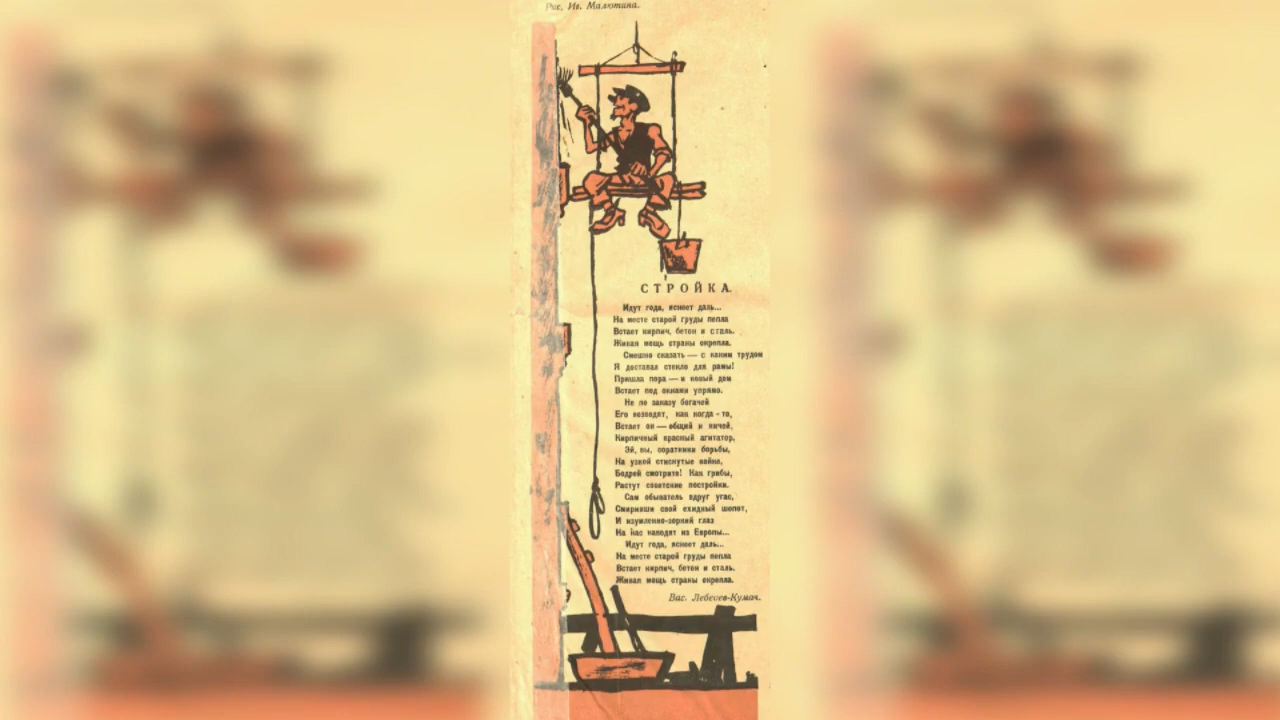 Рис. Ив. Малютина.
СТРОЙКА.
Идут года, яснеет даль...
На месте старой груды пепла
Встает кирпич, бетон и сталь.
Живая мощь страны окрепла.
Смешно сказать — с каким трудом
Я доставал стекло для рамы!
Пришла пора — и новый дом
Встает под окнами упрямо.
Не по заказу богачей
Его возводят, как когда-то,
Встает он — общий и ничей,
Кирпичный красный агитатор,
Эй, вы, соратники борьбы,
На узкой стиснутые койке,
Бодрей смотрите! Как грибы,
Растут советские постройки.
Сам обыватель вдруг угас,
Смиривши свой ехидный шопот,
И изумленно-зоркий глаз
На нас наводят из Европы...
Идут года, яснеет даль...
На месте старой груды пепла
Встает кирпич, бетон и сталь.
Живая мощь страны окрепла.
Вас. Лебедев-Кумач.